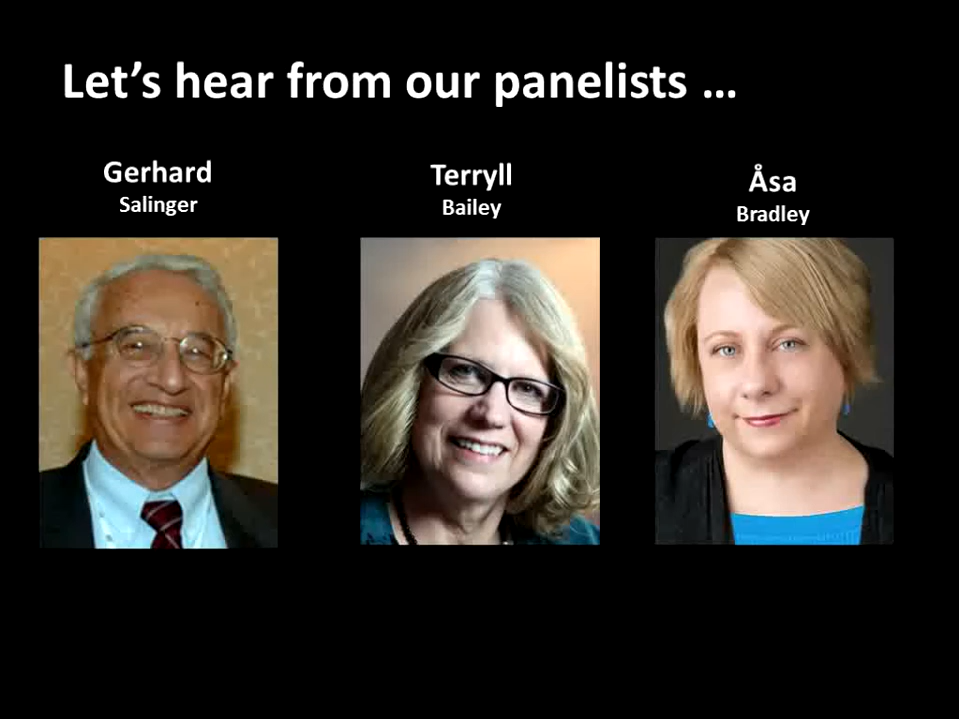 Let’s hear from our panelists …
Gerhard
Salinger
Terryll
Bailey
Åsa
Bradley